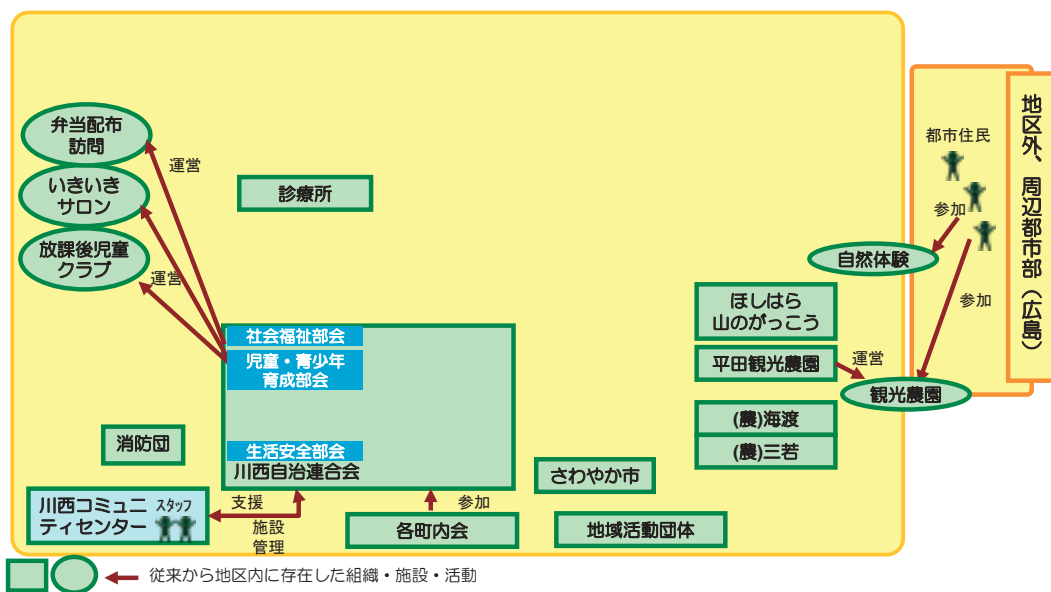 弁当配布
訪問
いきいき
サロン
放課後児童
クラブ
運営
運営
診療所
社会福祉部会
児童・青少年
育成部会
生活安全部会
川西自治連合会
消防団
川西コミュニ
ティセンター
スタッフ
支援
施設
管理
参加
各町内会
さわやか市
地域活動団体
ほしはら
山のがっこう
平田観光農園
(農)海渡
(農)三若
運営
自然体験
観光農園
都市住民
参加
参加
地区外、周辺都市部(広島)
従来から地区内に存在した組織・施設・活動